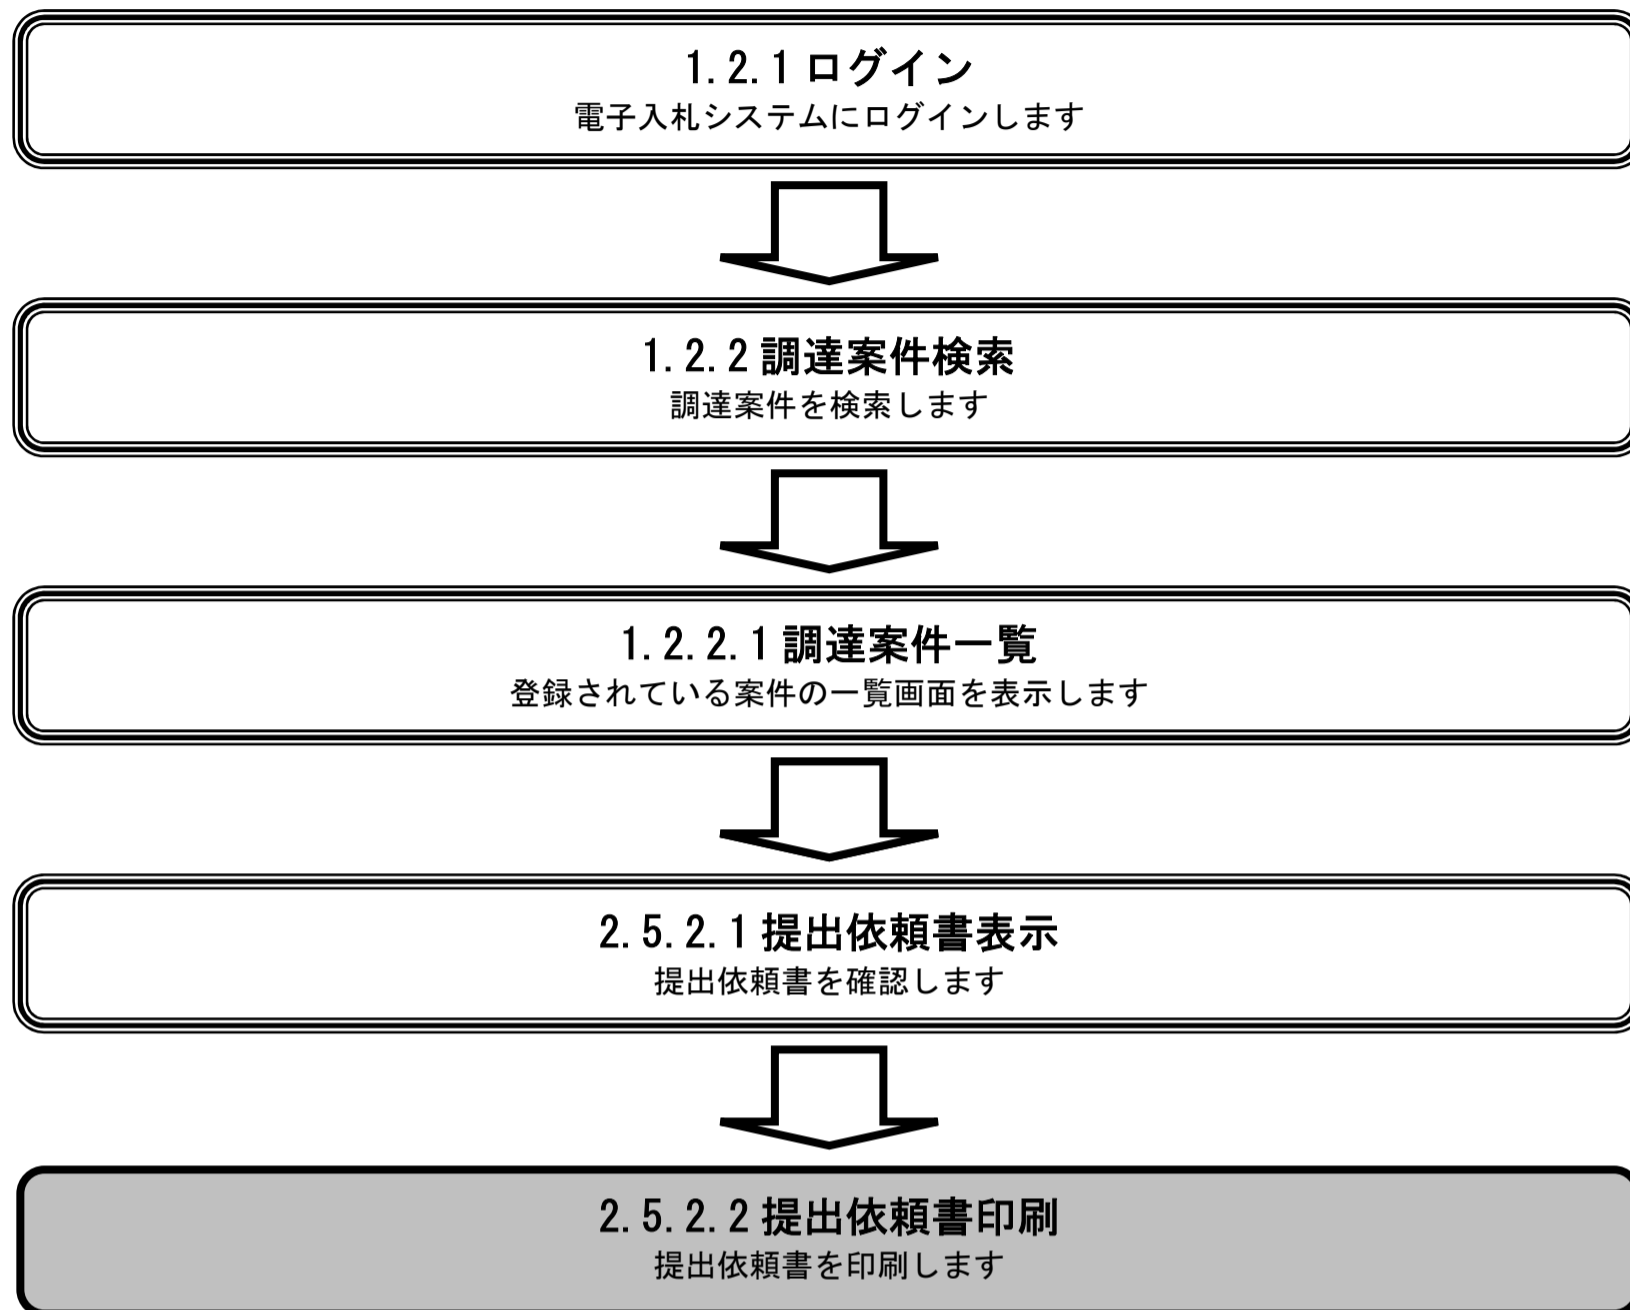 1.2.1 ログイン
電子入札システムにログインします
1.2.2 調達案件検索
調達案件を検索します
1.2.2.1 調達案件一覧
登録されている案件の一覧画面を表示します
2.5.2.1 提出依頼書表示
提出依頼書を確認します
2.5.2.2 提出依頼書印刷
提出依頼書を印刷します